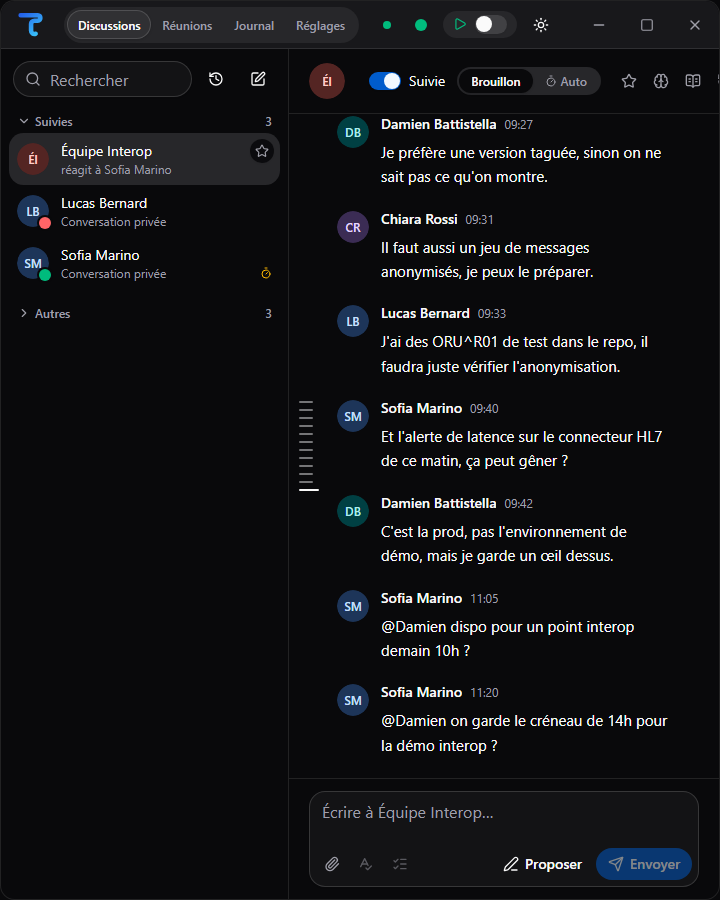 Discussions Réunions Journal Réglages
Rechercher
Suivies 3
ÉI Équipe Interop
réagit à Sofia Marino
LB Lucas Bernard
Conversation privée
SM Sofia Marino
Conversation privée
Autres 3
ÉI Suivie Brouillon Auto
DB Damien Battistella 09:27
Je préfère une version taguée, sinon on ne
sait pas ce qu'on montre.
CR Chiara Rossi 09:31
Il faut aussi un jeu de messages
anonymisés, je peux le préparer.
LB Lucas Bernard 09:33
J'ai des ORU^R01 de test dans le repo, il
faudra juste vérifier l'anonymisation.
SM Sofia Marino 09:40
Et l'alerte de latence sur le connecteur HL7
de ce matin, ça peut gêner ?
DB Damien Battistella 09:42
C'est la prod, pas l'environnement de
démo, mais je garde un œil dessus.
SM Sofia Marino 11:05
@Damien dispo pour un point interop
demain 10h ?
SM Sofia Marino 11:20
@Damien on garde le créneau de 14h pour
la démo interop ?
Écrire à Équipe Interop...
Proposer Envoyer